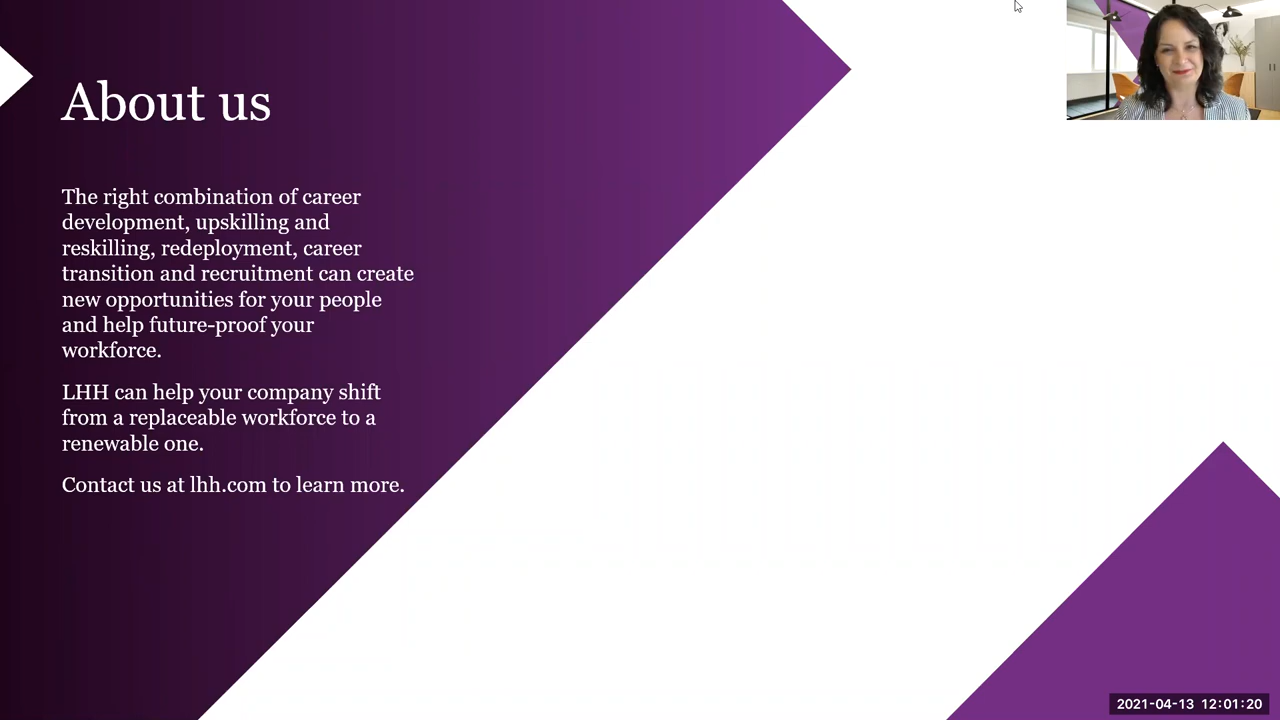 About us
The right combination of career
development, upskilling and
reskilling, redeployment, career
transition and recruitment can create
new opportunities for your people
and help future-proof your
workforce.
LHH can help your company shift
from a replaceable workforce to a
renewable one.
Contact us at lhh.com to learn more.
2021-04-13 12:01:20